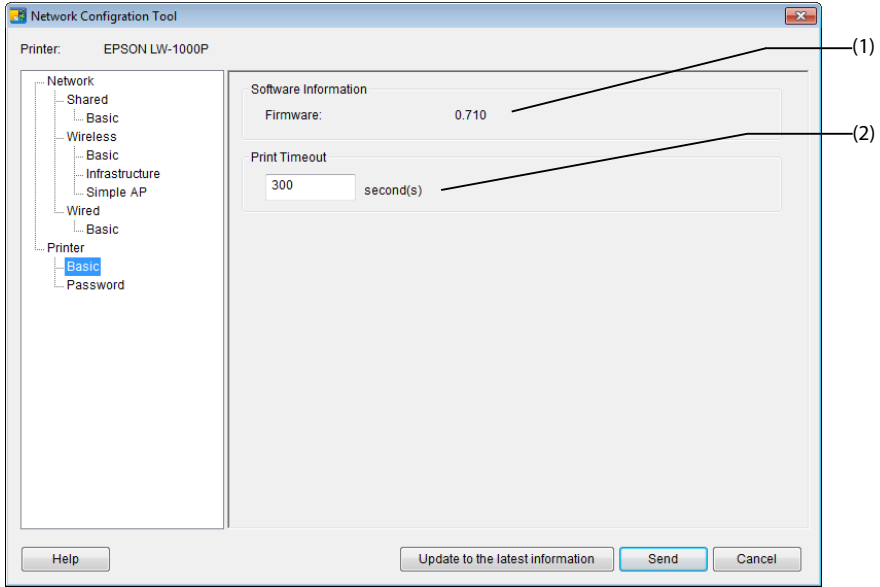 Network Configration Tool
Printer: EPSON LW-1000P
(1)
Network
Shared
Basic
Wireless
Basic
Infrastructure
Simple AP
Wired
Basic
Printer
Basic
Password
Software Information
Firmware: 0.710
(2)
Print Timeout
300 second(s)
Help
Update to the latest information
Send
Cancel